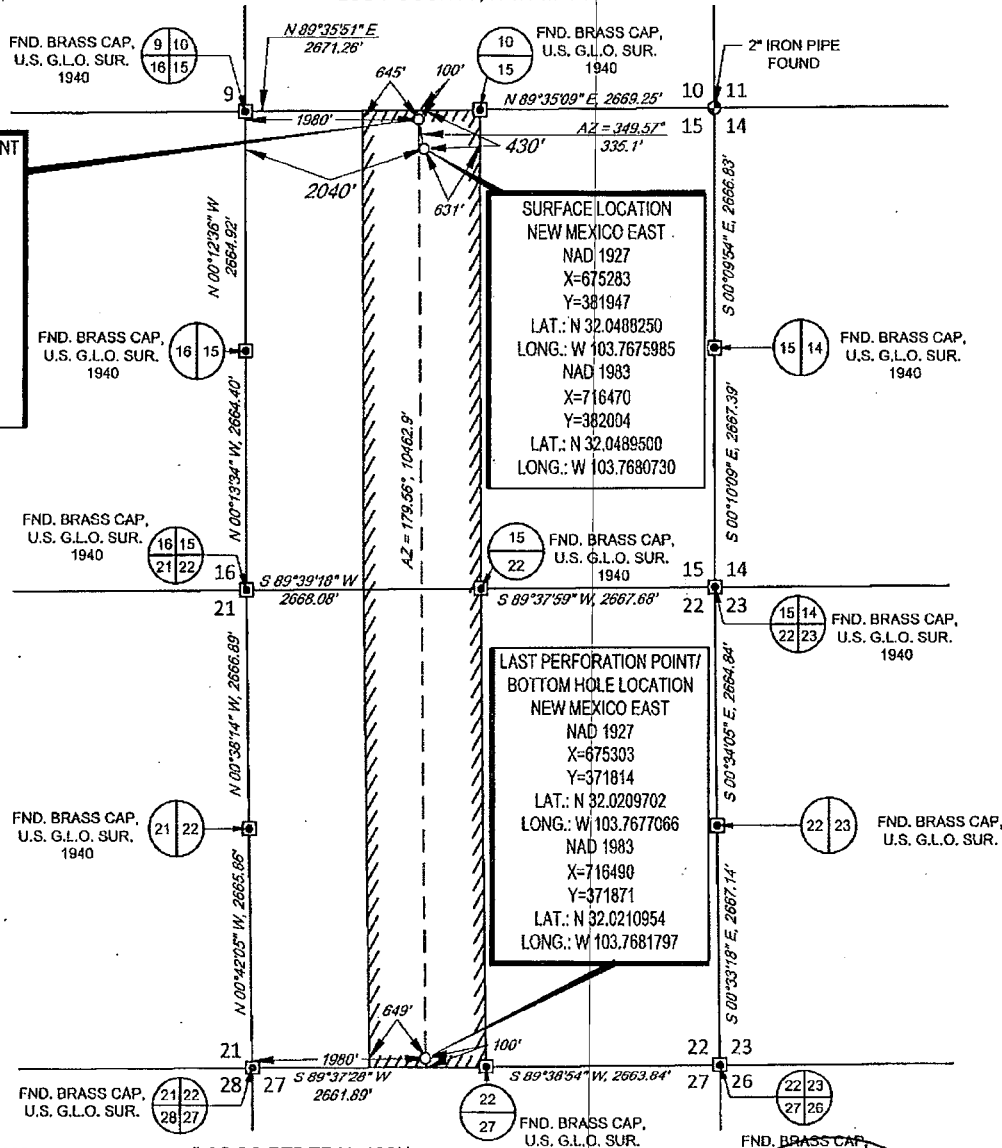 N 89°35'51" E
2671.26'
FND. BRASS CAP,
U.S. G.L.O. SUR.
1940
9 10
16 15
10
15
FND. BRASS CAP,
U.S. G.L.O. SUR.
1940
2" IRON PIPE
FOUND
645'
100'
9
N 89°35'09" E, 2669.25'
10 11
15 14
1980'
AZ = 349.57°
335.1'
430'
2040'
631'
NT
N 00°12'36" W
2664.92'
S 00°09'54" E, 2666.83'
SURFACE LOCATION
NEW MEXICO EAST
NAD 1927
X=675283
Y=381947
LAT.: N 32.0488250
LONG.: W 103.7675985
NAD 1983
X=716470
Y=382004
LAT.: N 32.0489500
LONG.: W 103.7680730
FND. BRASS CAP,
U.S. G.L.O. SUR.
1940
16 15
15 14
FND. BRASS CAP,
U.S. G.L.O. SUR.
1940
N 00°13'34" W, 2664.40'
AZ = 179.56°, 10462.9'
S 00°10'09" E, 2667.39'
FND. BRASS CAP,
U.S. G.L.O. SUR.
1940
16 15
21 22
15
22
FND. BRASS CAP,
U.S. G.L.O. SUR.
1940
16
21
S 89°39'18" W
2668.08'
S 89°37'59" W, 2667.68'
15 14
22 23
15 14
22 23
FND. BRASS CAP,
U.S. G.L.O. SUR.
1940
N 00°38'14" W, 2666.89'
S 00°34'05" E, 2664.84'
LAST PERFORATION POINT/
BOTTOM HOLE LOCATION
NEW MEXICO EAST
NAD 1927
X=675303
Y=371814
LAT.: N 32.0209702
LONG.: W 103.7677066
NAD 1983
X=716490
Y=371871
LAT.: N 32.0210954
LONG.: W 103.7681797
FND. BRASS CAP,
U.S. G.L.O. SUR.
1940
21 22
22 23
FND. BRASS CAP,
U.S. G.L.O. SUR.
N 00°42'05" W, 2665.86'
S 00°33'18" E, 2667.14'
649'
100'
1980'
21
28 27
S 89°37'28" W
2661.89'
S 89°38'54" W, 2663.84'
22 23
27 26
FND. BRASS CAP,
U.S. G.L.O. SUR.
1940
21 22
28 27
22
27
FND. BRASS CAP,
U.S. G.L.O. SUR.
22 23
27 26
FND. BRASS CAP,